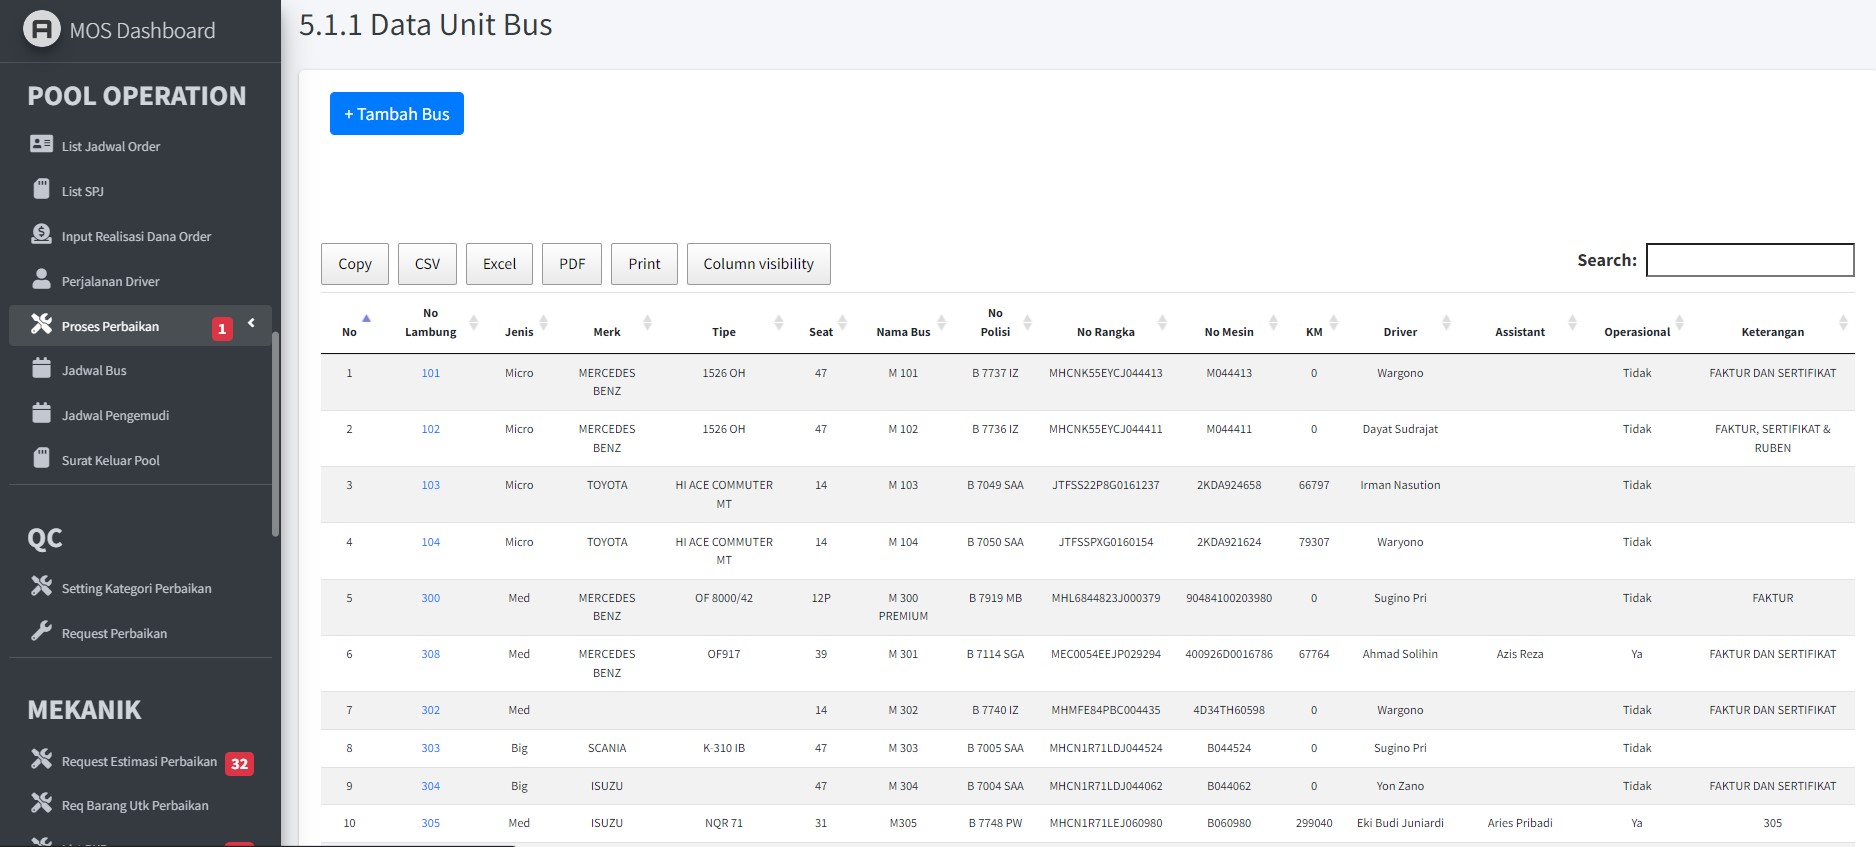 MOS Dashboard
POOL OPERATION
List Jadwal Order
List SPJ
Input Realisasi Dana Order
Perjalanan Driver
Proses Perbaikan 1
Jadwal Bus
Jadwal Pengemudi
Surat Keluar Pool
QC
Setting Kategori Perbaikan
Request Perbaikan
MEKANIK
Request Estimasi Perbaikan 32
Req Barang Utk Perbaikan
5.1.1 Data Unit Bus
+ Tambah Bus
Copy CSV Excel PDF Print Column visibility Search:
No No Lambung Jenis Merk Tipe Seat Nama Bus No Polisi No Rangka No Mesin KM Driver Assistant Operasional Keterangan
1 101 Micro MERCEDES BENZ 1526 OH 47 M 101 B 7737 IZ MHCNK55EYCJ044413 M044413 0 Wargono Tidak FAKTUR DAN SERTIFIKAT
2 102 Micro MERCEDES BENZ 1526 OH 47 M 102 B 7736 IZ MHCNK55EYCJ044411 M044411 0 Dayat Sudrajat Tidak FAKTUR, SERTIFIKAT & RUBEN
3 103 Micro TOYOTA HI ACE COMMUTER MT 14 M 103 B 7049 SAA JTFSS22P8G0161237 2KDA924658 66797 Irman Nasution Tidak
4 104 Micro TOYOTA HI ACE COMMUTER MT 14 M 104 B 7050 SAA JTFSSPXG0160154 2KDA921624 79307 Waryono Tidak
5 300 Med MERCEDES BENZ OF 8000/42 12P M 300 PREMIUM B 7919 MB MHL6844823J000379 90484100203980 0 Sugino Pri Tidak FAKTUR
6 308 Med MERCEDES BENZ OF917 39 M 301 B 7114 SGA MEC0054EEJP029294 400926D0016786 67764 Ahmad Solihin Azis Reza Ya FAKTUR DAN SERTIFIKAT
7 302 Med 14 M 302 B 7740 IZ MHMFE84PBC004435 4D34TH60598 0 Wargono Tidak FAKTUR DAN SERTIFIKAT
8 303 Big SCANIA K-310 IB 47 M 303 B 7005 SAA MHCN1R71LDJ044524 B044524 0 Sugino Pri Tidak
9 304 Big ISUZU 47 M 304 B 7004 SAA MHCN1R71LDJ044062 B044062 0 Yon Zano Tidak FAKTUR DAN SERTIFIKAT
10 305 Med ISUZU NQR 71 31 M305 B 7748 PW MHCN1R71LEJ060980 B060980 299040 Eki Budi Juniardi Aries Pribadi Ya 305